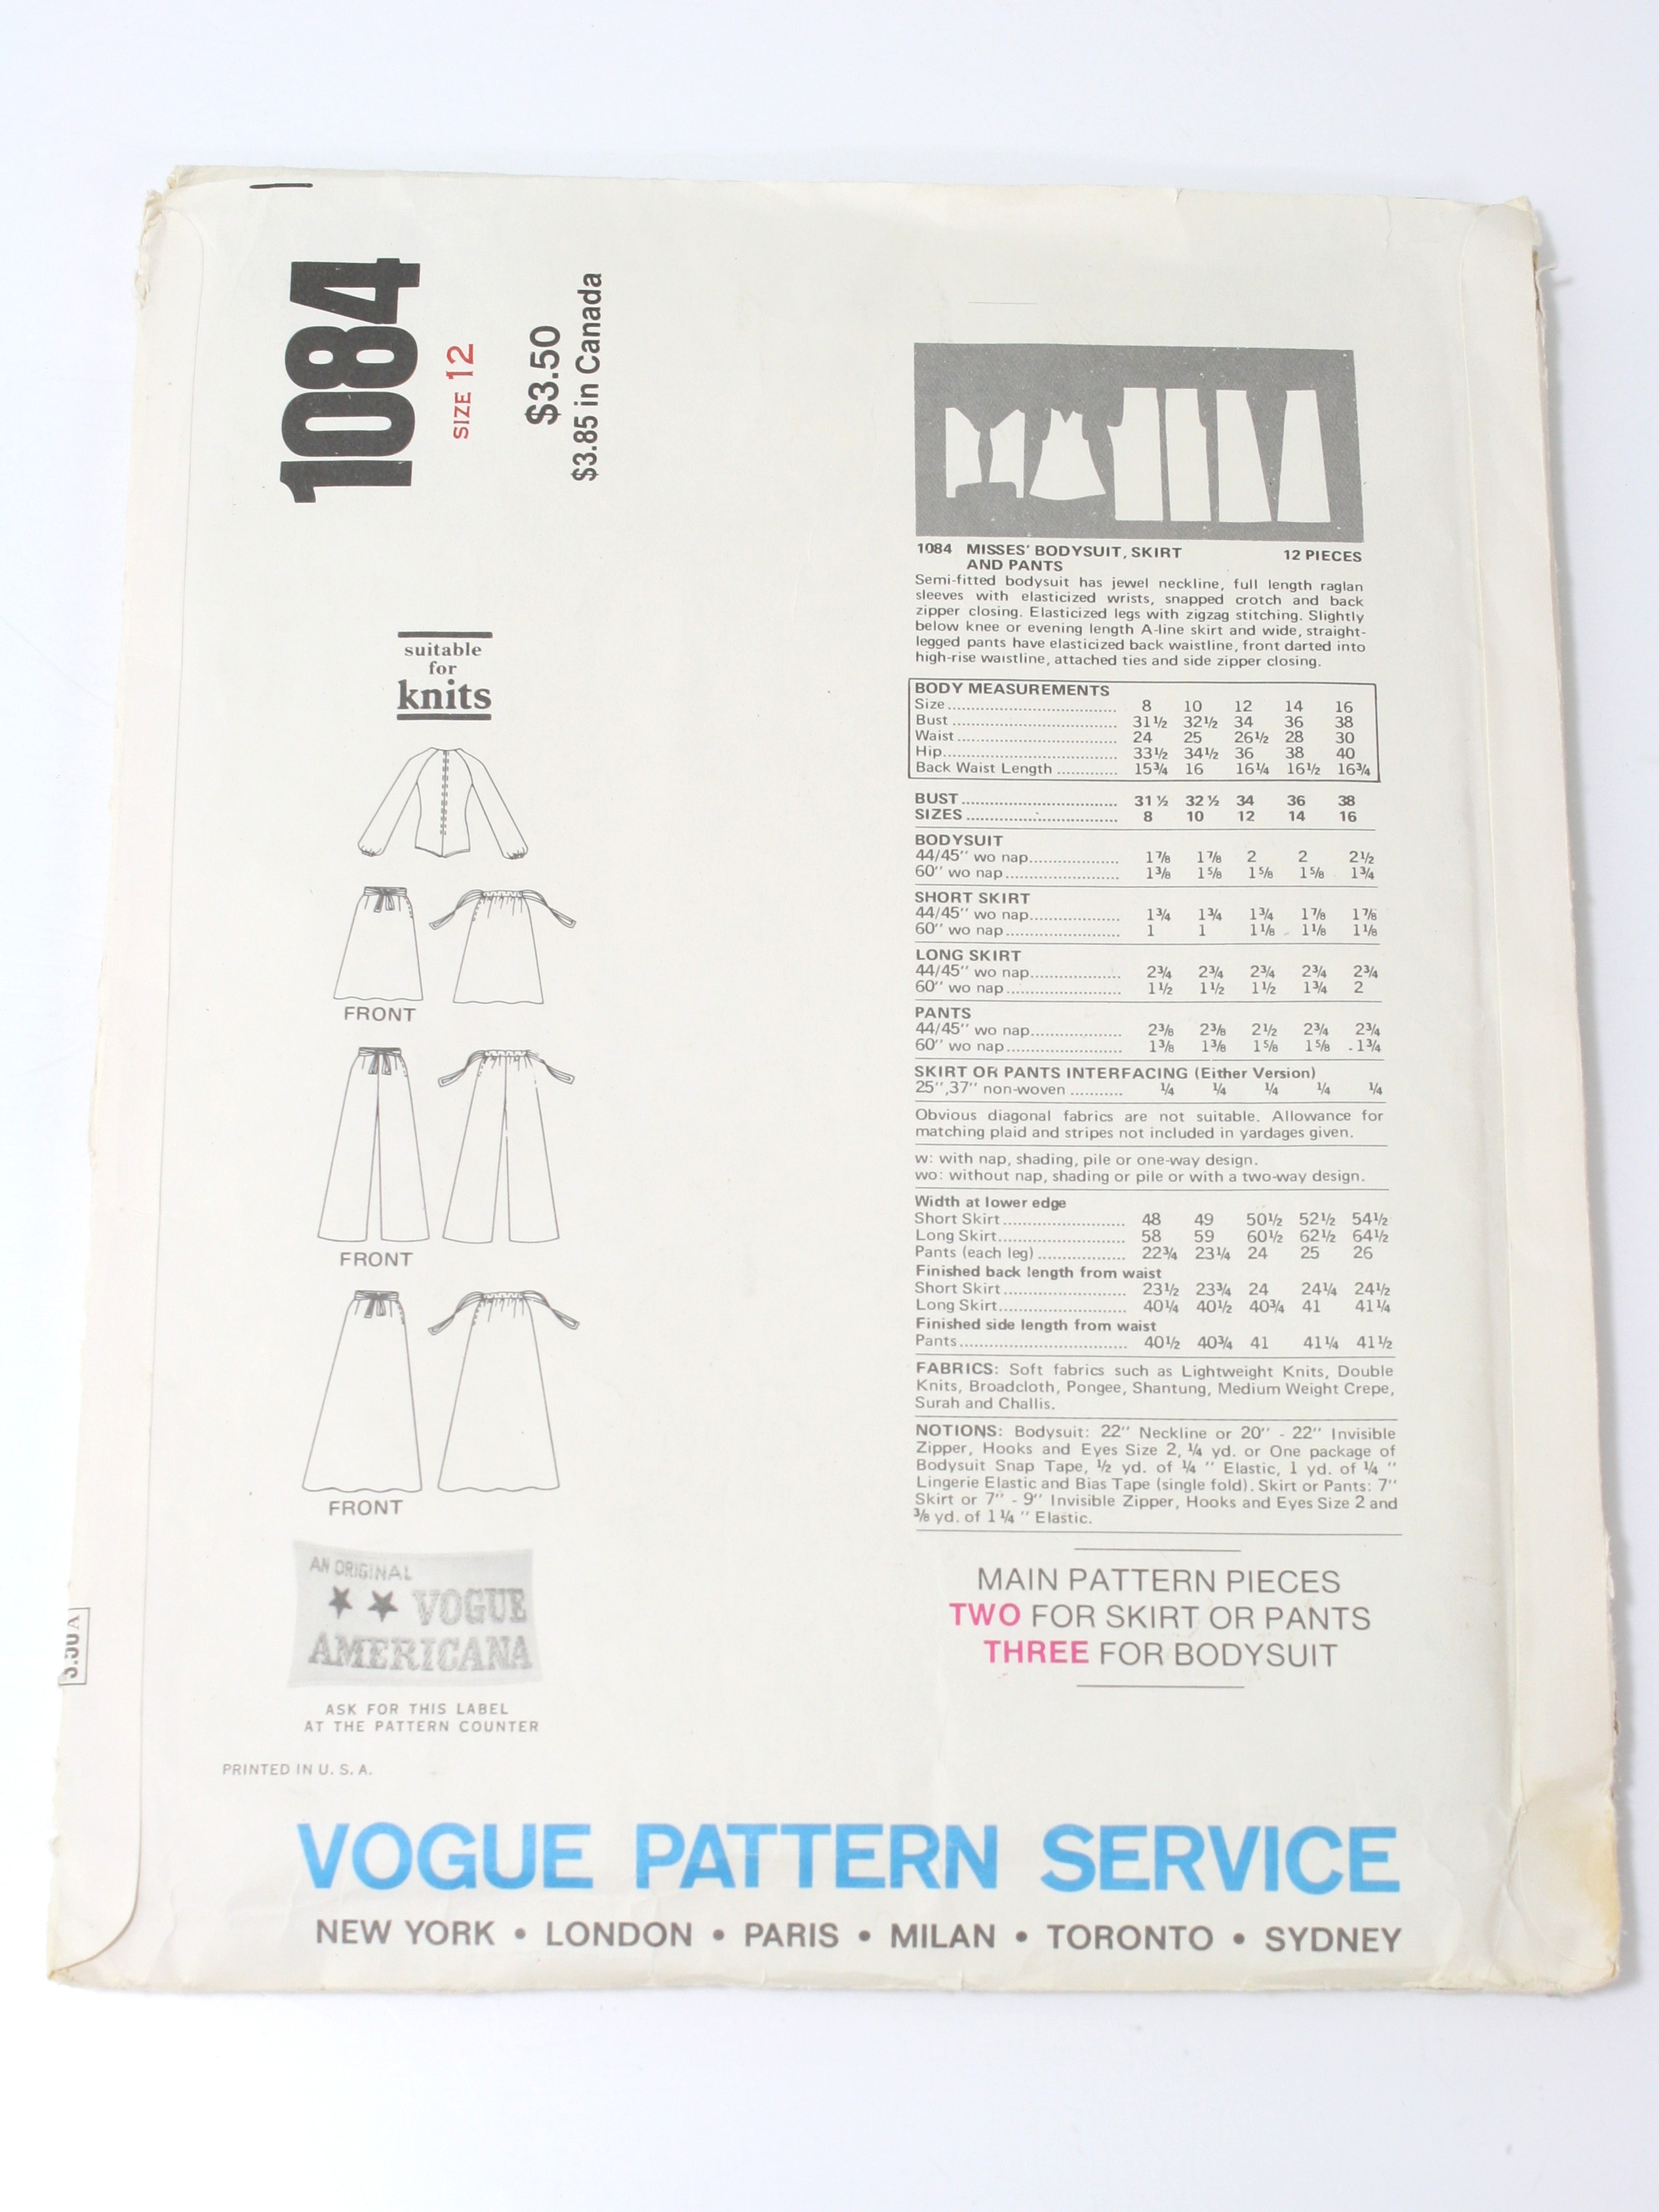 1084
SIZE 12
$3.50
$3.85 in Canada
suitable
for
knits
FRONT
FRONT
FRONT
AN ORIGINAL
VOGUE
AMERICANA
ASK FOR THIS LABEL
AT THE PATTERN COUNTER
PRINTED IN U. S. A.
3.50 A
1084 MISSES' BODYSUIT, SKIRT 12 PIECES
AND PANTS
Semi-fitted bodysuit has jewel neckline, full length raglan
sleeves with elasticized wrists, snapped crotch and back
zipper closing. Elasticized legs with zigzag stitching. Slightly
below knee or evening length A-line skirt and wide, straight-
legged pants have elasticized back waistline, front darted into
high-rise waistline, attached ties and side zipper closing.
BODY MEASUREMENTS
Size 8 10 12 14 16
Bust 31½ 32½ 34 36 38
Waist 24 25 26½ 28 30
Hip 33½ 34½ 36 38 40
Back Waist Length 15¾ 16 16¼ 16½ 16¾
BUST 31½ 32½ 34 36 38
SIZES 8 10 12 14 16
BODYSUIT
44/45" wo nap 1⅞ 1⅞ 2 2 2½
60" wo nap 1⅜ 1⅝ 1⅝ 1⅝ 1¾
SHORT SKIRT
44/45" wo nap 1¾ 1¾ 1¾ 1⅞ 1⅞
60" wo nap 1 1 1⅛ 1⅛ 1⅛
LONG SKIRT
44/45" wo nap 2¾ 2¾ 2¾ 2¾ 2¾
60" wo nap 1½ 1½ 1½ 1¾ 2
PANTS
44/45" wo nap 2⅜ 2⅜ 2½ 2¾ 2¾
60" wo nap 1⅜ 1⅜ 1⅝ 1⅝ 1¾
SKIRT OR PANTS INTERFACING (Either Version)
25",37" non-woven ¼ ¼ ¼ ¼ ¼
Obvious diagonal fabrics are not suitable. Allowance for
matching plaid and stripes not included in yardages given.
w: with nap, shading, pile or one-way design.
wo: without nap, shading or pile or with a two-way design.
Width at lower edge
Short Skirt 48 49 50½ 52½ 54½
Long Skirt 58 59 60½ 62½ 64½
Pants (each leg) 22¾ 23¼ 24 25 26
Finished back length from waist
Short Skirt 23½ 23¾ 24 24¼ 24½
Long Skirt 40¼ 40½ 40¾ 41 41¼
Finished side length from waist
Pants 40½ 40¾ 41 41¼ 41½
FABRICS: Soft fabrics such as Lightweight Knits, Double
Knits, Broadcloth, Pongee, Shantung, Medium Weight Crepe,
Surah and Challis.
NOTIONS: Bodysuit: 22" Neckline or 20" - 22" Invisible
Zipper, Hooks and Eyes Size 2, ¼ yd. or One package of
Bodysuit Snap Tape, ½ yd. of ¼ " Elastic, 1 yd. of ¼ "
Lingerie Elastic and Bias Tape (single fold). Skirt or Pants: 7"
Skirt or 7" - 9" Invisible Zipper, Hooks and Eyes Size 2 and
⅜ yd. of 1¼ " Elastic.
MAIN PATTERN PIECES
TWO FOR SKIRT OR PANTS
THREE FOR BODYSUIT
VOGUE PATTERN SERVICE
NEW YORK • LONDON • PARIS • MILAN • TORONTO • SYDNEY